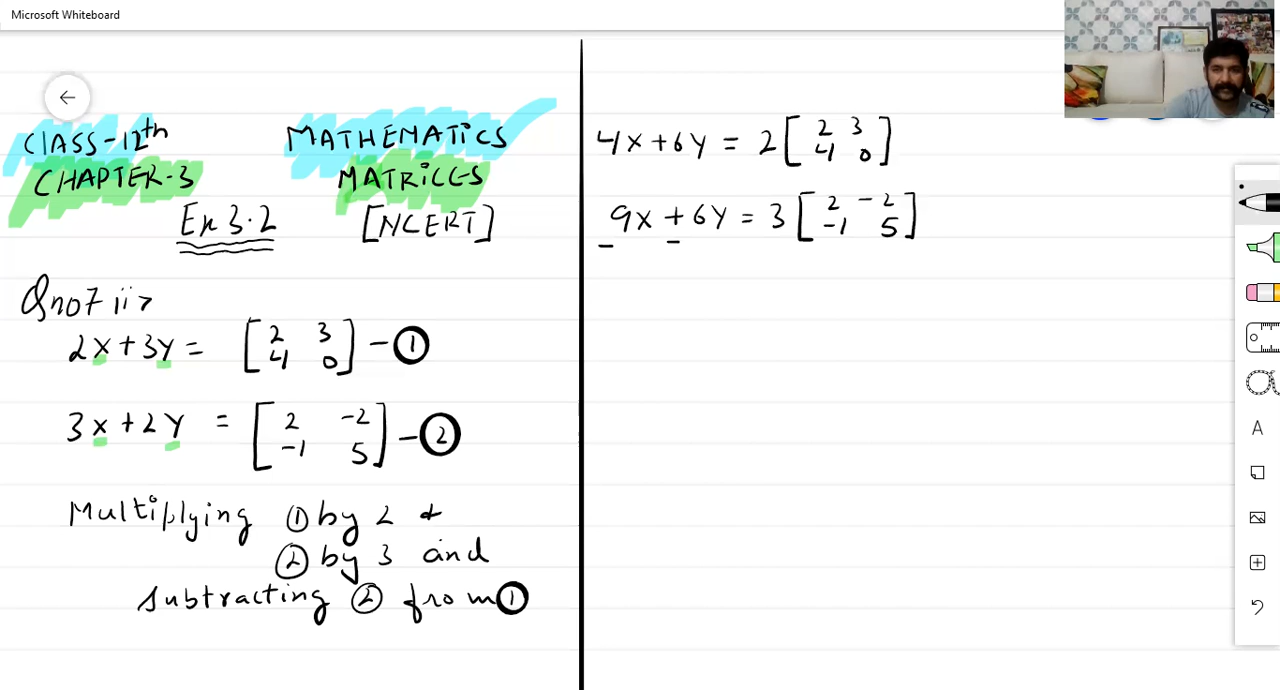 Microsoft Whiteboard
CLASS-12th MATHEMATICS
CHAPTER-3 MATRICES
Ex 3.2 [NCERT]
Qno7 ii>
2x+3y = [2 3
4 0] - ①
3x+2y = [2 -2
-1 5] - ②
Multiplying ① by 2 &
② by 3 and
subtracting ② from ①
4x+6y = 2[2 3
4 0]
9x+6y = 3[2 -2
-1 5]
- -
A